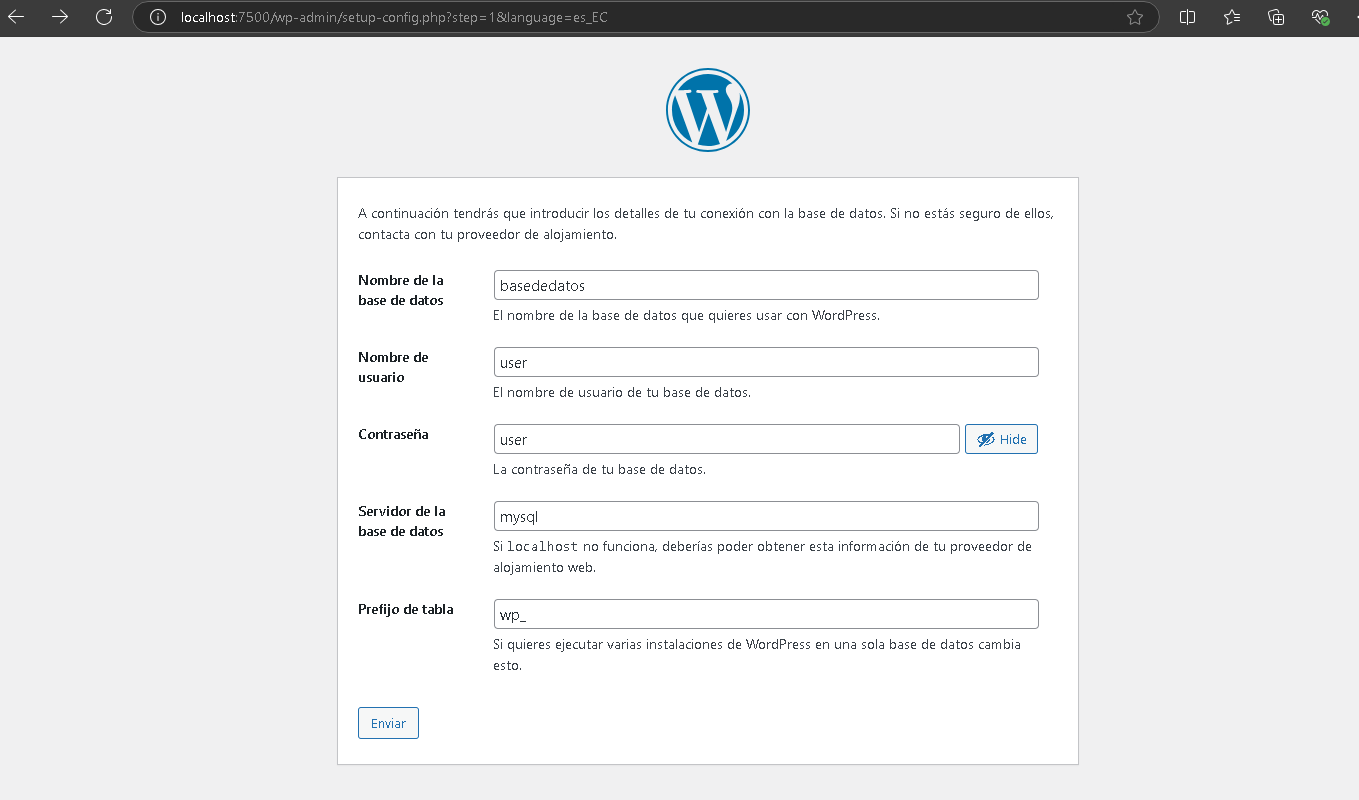 localhost:7500/wp-admin/setup-config.php?step=1&language=es_EC
A continuación tendrás que introducir los detalles de tu conexión con la base de datos. Si no estás seguro de ellos,
contacta con tu proveedor de alojamiento.
Nombre de la
base de datos
basededatos
El nombre de la base de datos que quieres usar con WordPress.
Nombre de
usuario
user
El nombre de usuario de tu base de datos.
Contraseña
user
Hide
La contraseña de tu base de datos.
Servidor de la
base de datos
mysql
Si localhost no funciona, deberías poder obtener esta información de tu proveedor de
alojamiento web.
Prefijo de tabla
wp_
Si quieres ejecutar varias instalaciones de WordPress en una sola base de datos cambia
esto.
Enviar